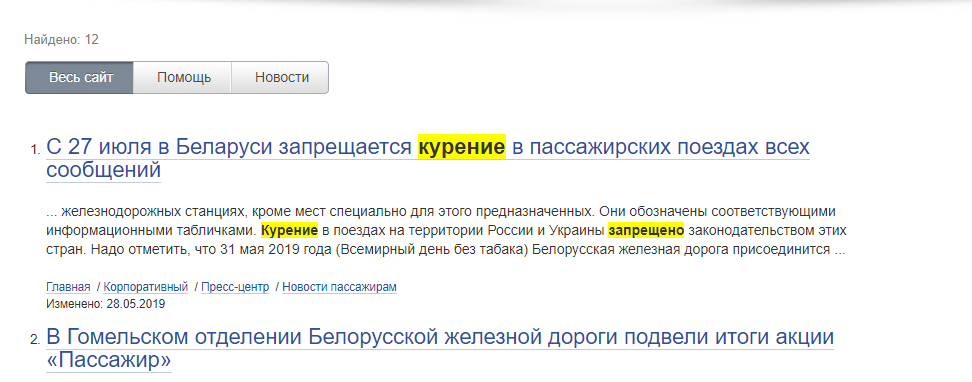 Найдено: 12
Весь сайт Помощь Новости
1. С 27 июля в Беларуси запрещается курение в пассажирских поездах всех
сообщений
... железнодорожных станциях, кроме мест специально для этого предназначенных. Они обозначены соответствующими
информационными табличками. Курение в поездах на территории России и Украины запрещено законодательством этих
стран. Надо отметить, что 31 мая 2019 года (Всемирный день без табака) Белорусская железная дорога присоединится ...
Главная / Корпоративный / Пресс-центр / Новости пассажирам
Изменено: 28.05.2019
2. В Гомельском отделении Белорусской железной дороги подвели итоги акции
«Пассажир»